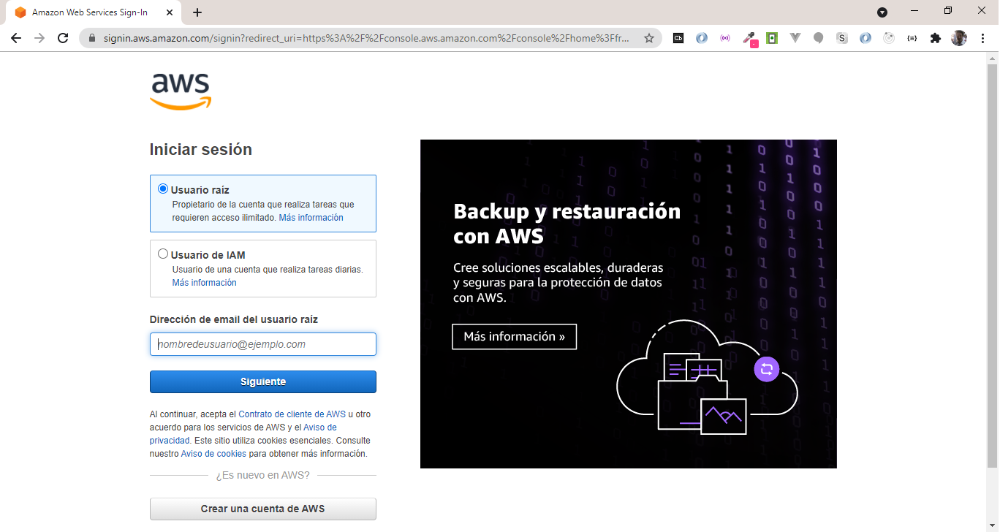 Amazon Web Services Sign-In
signin.aws.amazon.com/signin?redirect_uri=https%3A%2F%2Fconsole.aws.amazon.com%2Fconsole%2Fhome%3Ffr...
aws
Iniciar sesión
Usuario raíz
Propietario de la cuenta que realiza tareas que
requieren acceso ilimitado. Más información
Usuario de IAM
Usuario de una cuenta que realiza tareas diarias.
Más información
Dirección de email del usuario raíz
nombredeusuario@ejemplo.com
Siguiente
Al continuar, acepta el Contrato de cliente de AWS u otro
acuerdo para los servicios de AWS y el Aviso de
privacidad. Este sitio utiliza cookies esenciales. Consulte
nuestro Aviso de cookies para obtener más información.
¿Es nuevo en AWS?
Crear una cuenta de AWS
Backup y restauración
con AWS
Cree soluciones escalables, duraderas
y seguras para la protección de datos
con AWS.
Más información »